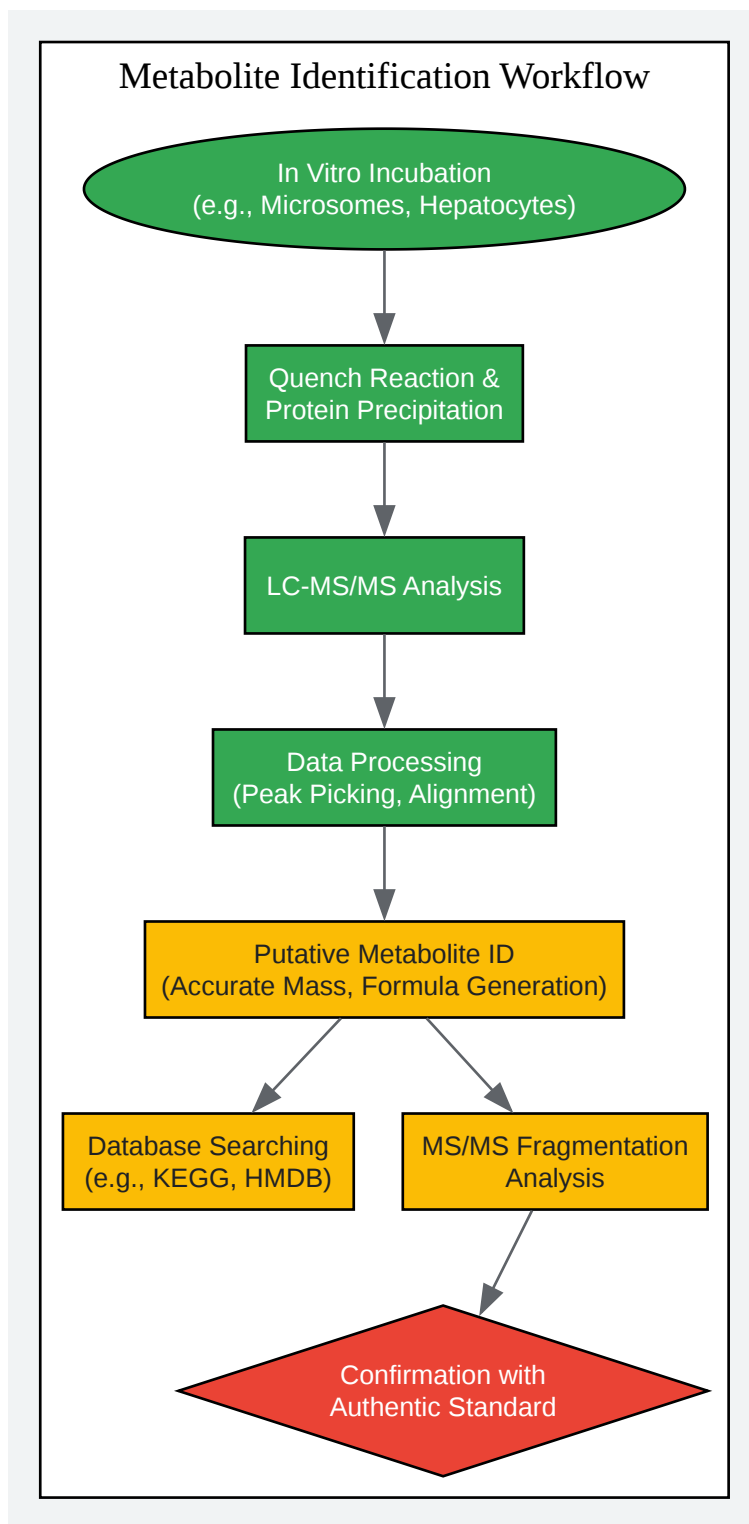 Metabolite Identification Workflow
In Vitro Incubation
(e.g., Microsomes, Hepatocytes)
Quench Reaction &
Protein Precipitation
LC-MS/MS Analysis
Data Processing
(Peak Picking, Alignment)
Putative Metabolite ID
(Accurate Mass, Formula Generation)
Database Searching
(e.g., KEGG, HMDB)
MS/MS Fragmentation
Analysis
Confirmation with
Authentic Standard